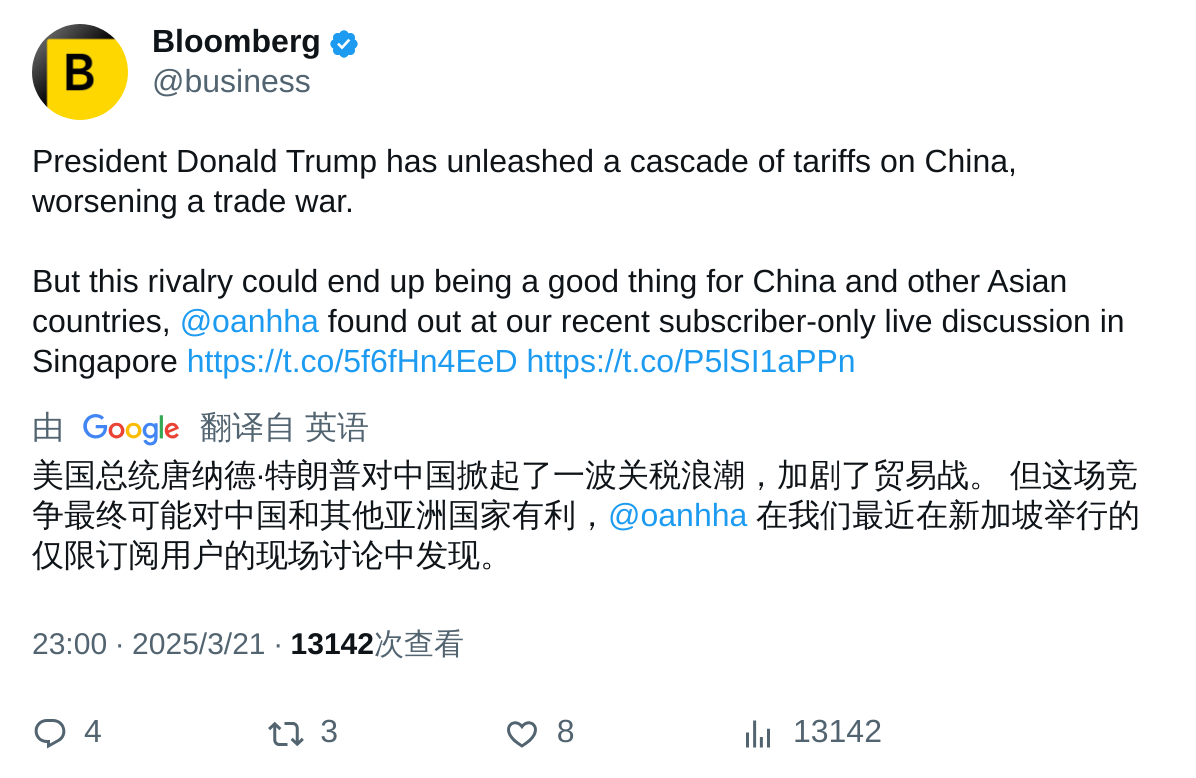 B
Bloomberg
@business
President Donald Trump has unleashed a cascade of tariffs on China,
worsening a trade war.
But this rivalry could end up being a good thing for China and other Asian
countries, @oanhha found out at our recent subscriber-only live discussion in
Singapore https://t.co/5f6fHn4EeD https://t.co/P5lSI1aPPn
由 Google 翻译自 英语
美国总统唐纳德·特朗普对中国掀起了一波关税浪潮，加剧了贸易战。 但这场竞
争最终可能对中国和其他亚洲国家有利，@oanhha 在我们最近在新加坡举行的
仅限订阅用户的现场讨论中发现。
23:00 · 2025/3/21 · 13142次查看
4 3 8 13142